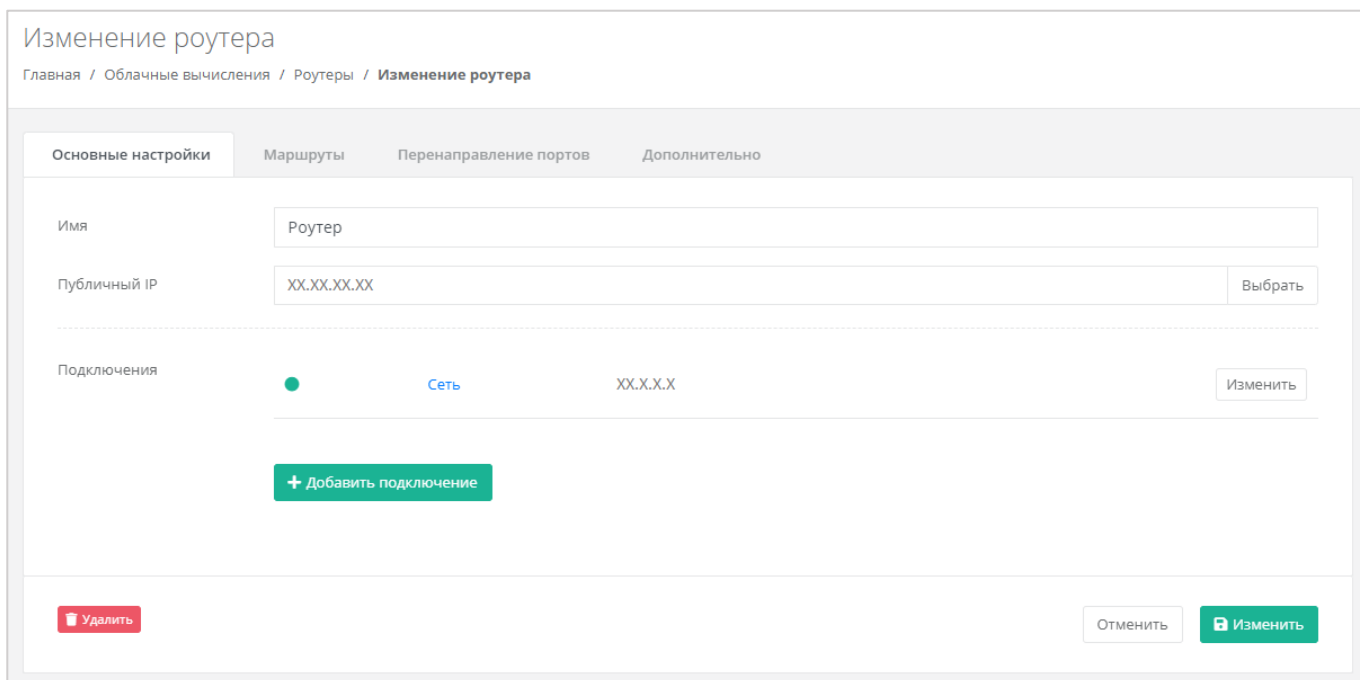 Изменение роутера
Главная / Облачные вычисления / Роутеры / Изменение роутера
Основные настройки Маршруты Перенаправление портов Дополнительно
Имя Роутер
Публичный IP XX.XX.XX.XX Выбрать
Подключения
Сеть XX.X.X.X Изменить
+ Добавить подключение
Удалить Отменить Изменить